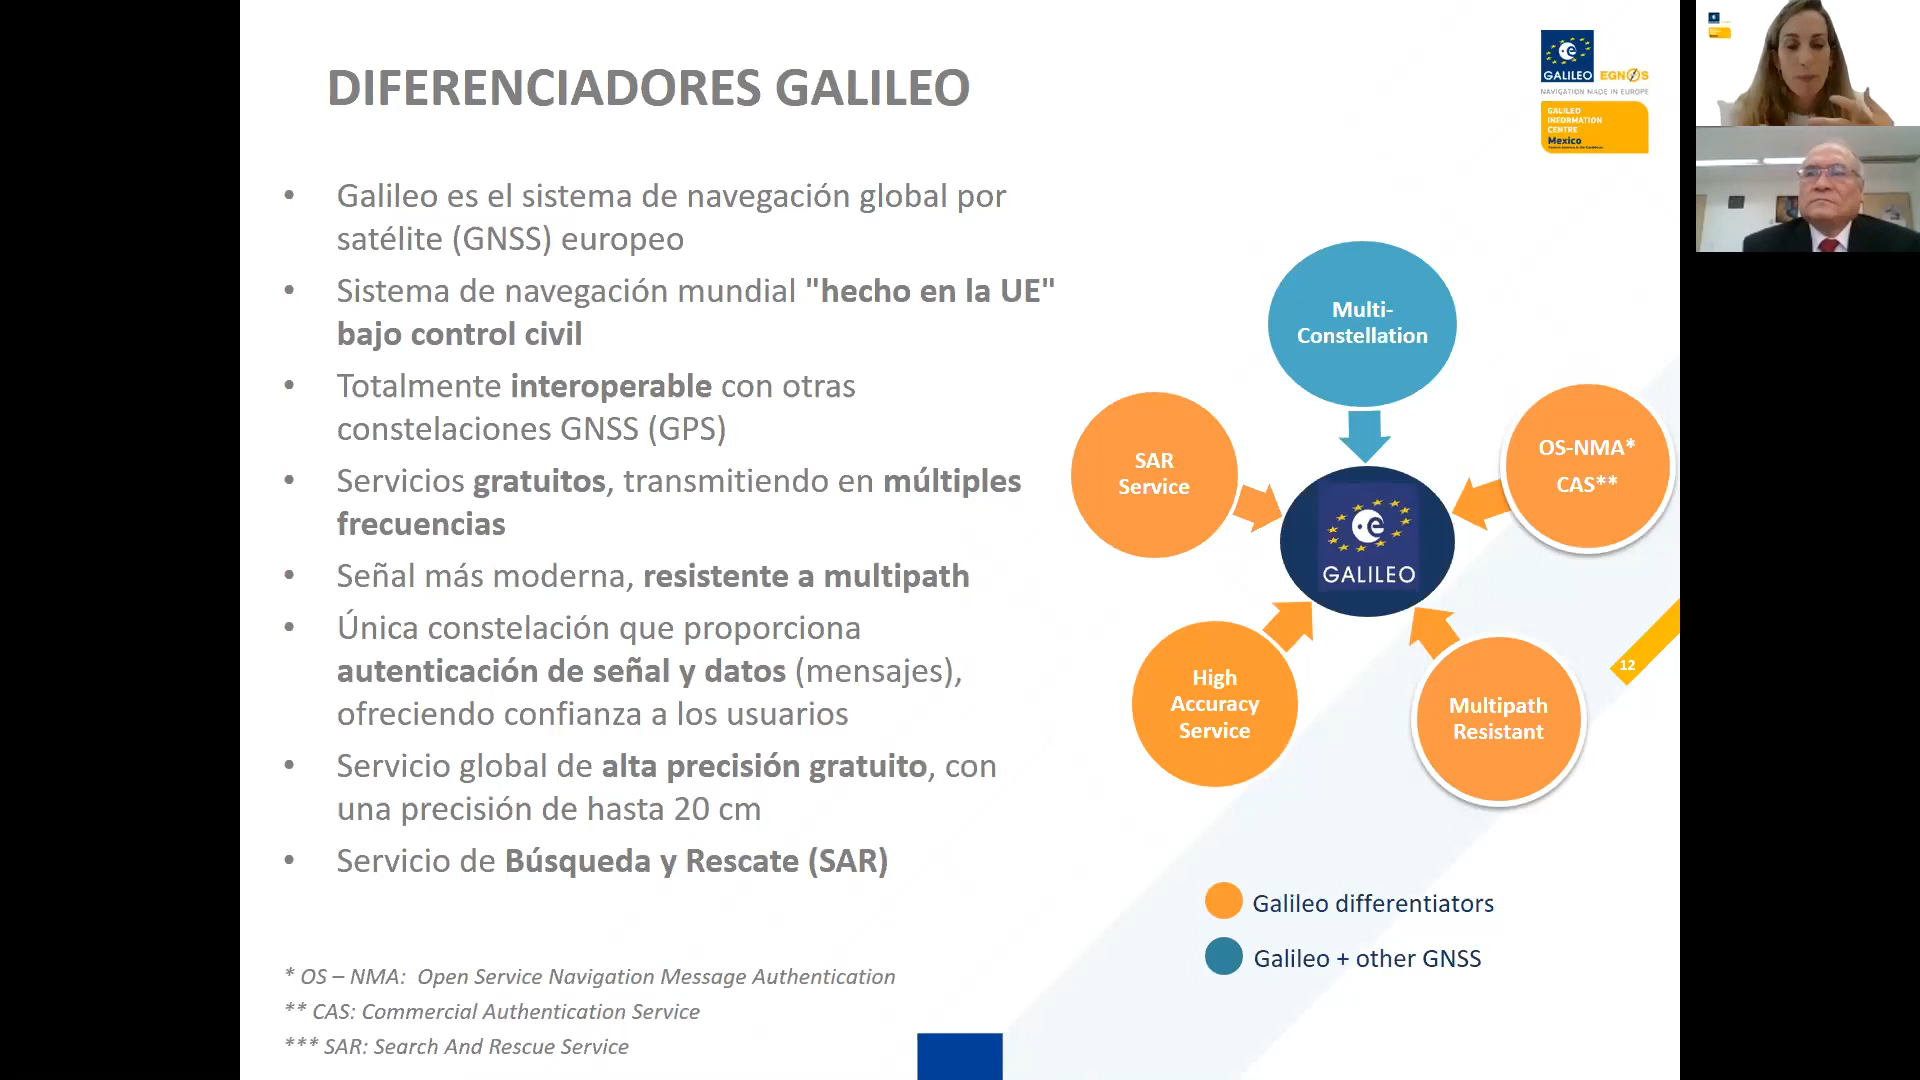 DIFERENCIADORES GALILEO
GALILEO
EGNOS
NAVIGATION MADE IN EUROPE
GALILEO
INFORMATION
CENTRE
Mexico
• Galileo es el sistema de navegación global por
satélite (GNSS) europeo
• Sistema de navegación mundial "hecho en la UE"
bajo control civil
• Totalmente interoperable con otras
constelaciones GNSS (GPS)
• Servicios gratuitos, transmitiendo en múltiples
frecuencias
• Señal más moderna, resistente a multipath
• Única constelación que proporciona
autenticación de señal y datos (mensajes),
ofreciendo confianza a los usuarios
• Servicio global de alta precisión gratuito, con
una precisión de hasta 20 cm
• Servicio de Búsqueda y Rescate (SAR)
Multi-
Constellation
SAR
Service
OS-NMA*
CAS**
GALILEO
High
Accuracy
Service
Multipath
Resistant
12
Galileo differentiators
Galileo + other GNSS
* OS – NMA: Open Service Navigation Message Authentication
** CAS: Commercial Authentication Service
*** SAR: Search And Rescue Service